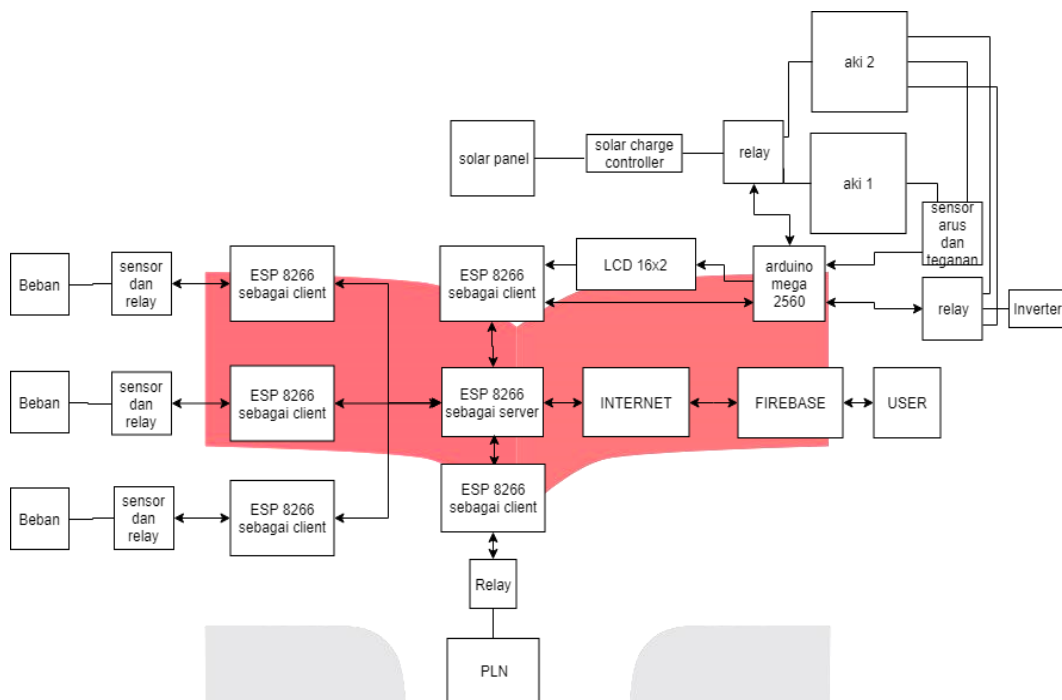 aki 2
solar panel
solar charge
controller
relay
aki 1
sensor
arus dan
teganan
Beban
sensor
dan
relay
ESP 8266
sebagai client
ESP 8266
sebagai client
LCD 16x2
arduino
mega
2560
relay
Inverter
Beban
sensor
dan
relay
ESP 8266
sebagai client
ESP 8266
sebagai server
INTERNET
FIREBASE
USER
Beban
sensor
dan
relay
ESP 8266
sebagai client
ESP 8266
sebagai client
Relay
PLN